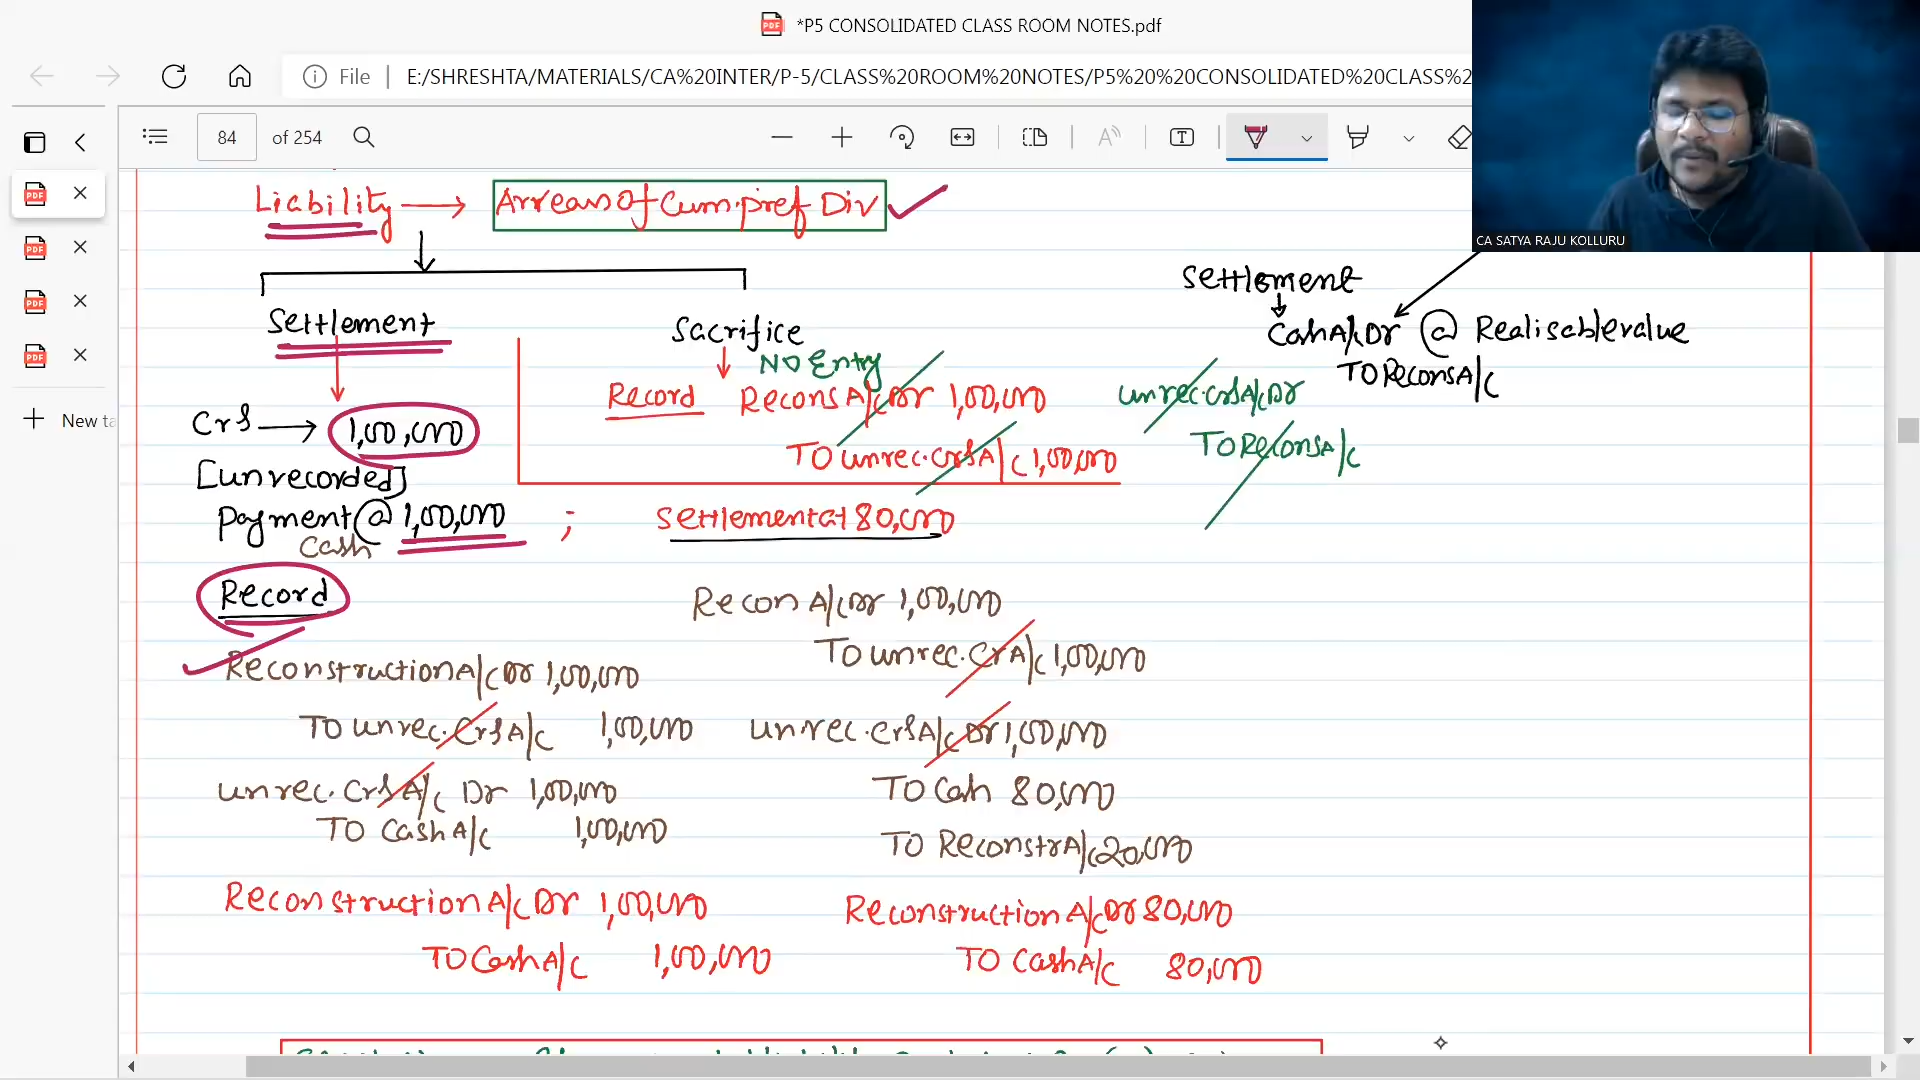 *P5 CONSOLIDATED CLASS ROOM NOTES.pdf
File
E:/SHRESHTA/MATERIALS/CA%20INTER/P-5/CLASS%20ROOM%20NOTES/P5%20%20CONSOLIDATED%20CLASS%2
84 of 254
New ta
CA SATYA RAJU KOLLURU
Liability → Arrears Of Cum.pref Div
Settlement
Sacrifice
Settlement
Cash A/c Dr @ Realisable value
To Recons A/c
NO Entry
Record Recons A/c Dr 1,00,000
To unrec.crs A/c 1,00,000
unrec.crs A/c Dr
To Recons A/c
Crs → 1,00,000
[unrecorded]
payment @ 1,00,000 ; Settlement at 80,000
Cash
Record
Reconstruction A/c Dr 1,00,000
To unrec. Crs A/c 1,00,000
unrec. Crs A/c Dr 1,00,000
To Cash A/c 1,00,000
Reconstruction A/c Dr 1,00,000
To Cash A/c 1,00,000
Recon A/c Dr 1,00,000
To unrec. Cr A/c 1,00,000
unrec. crs A/c Dr 1,00,000
To Cash 80,000
To Reconstr A/c 20,000
Reconstruction A/c Dr 80,000
To Cash A/c 80,000